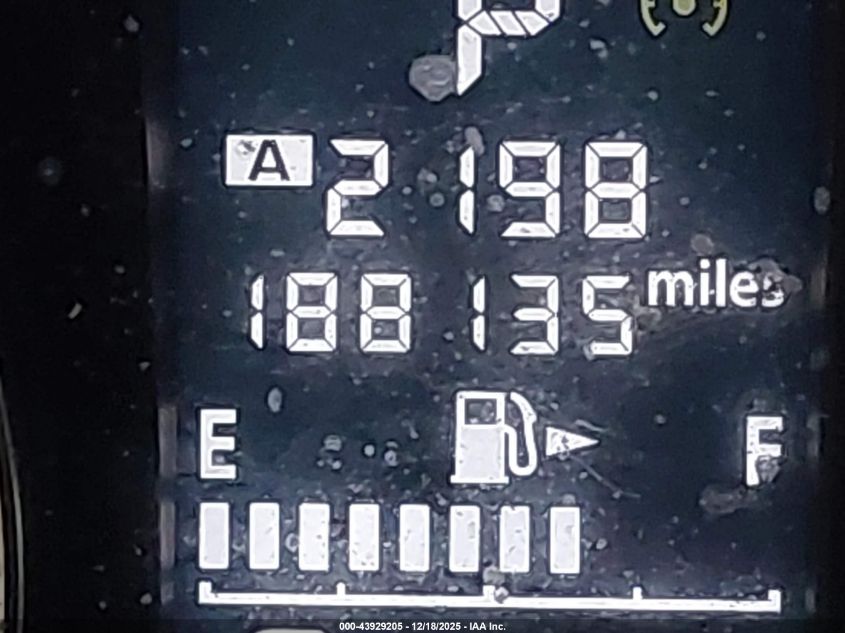 P
A 2198
188135 miles
E F
000-43929205 - 12/18/2025 - IAA Inc.